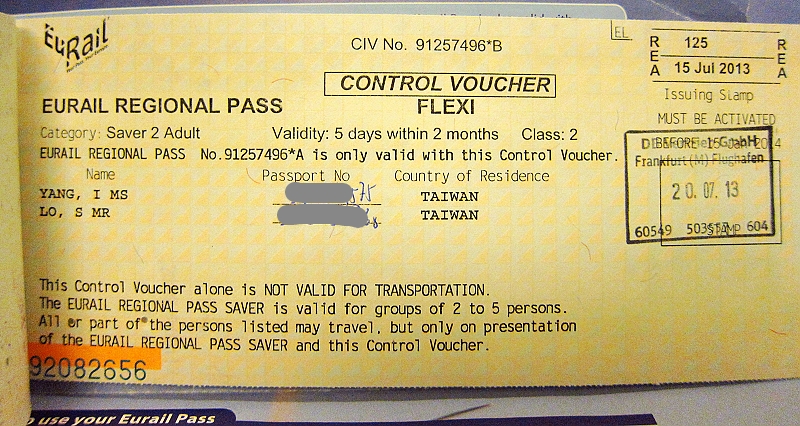 EURail
CIV No. 91257496*B
EL
R 125 R
E E
A 15 Jul 2013 A
CONTROL VOUCHER
Issuing Stamp
EURAIL REGIONAL PASS FLEXI
MUST BE ACTIVATED
Category: Saver 2 Adult Validity: 5 days within 2 months Class: 2
BEFORE 15 Jan 2014
EURAIL REGIONAL PASS No.91257496*A is only valid with this Control Voucher.
Frankfurt (M) Flughafen
Name Passport No Country of Residence
YANG, I MS TAIWAN
20. 07. 13
LO, S MR TAIWAN
60549 604
STAMP
This Control Voucher alone is NOT VALID FOR TRANSPORTATION.
The EURAIL REGIONAL PASS SAVER is valid for groups of 2 to 5 persons.
All or part of the persons listed may travel, but only on presentation
of the EURAIL REGIONAL PASS SAVER and this Control Voucher.
92082656
o use your Eurail Pass